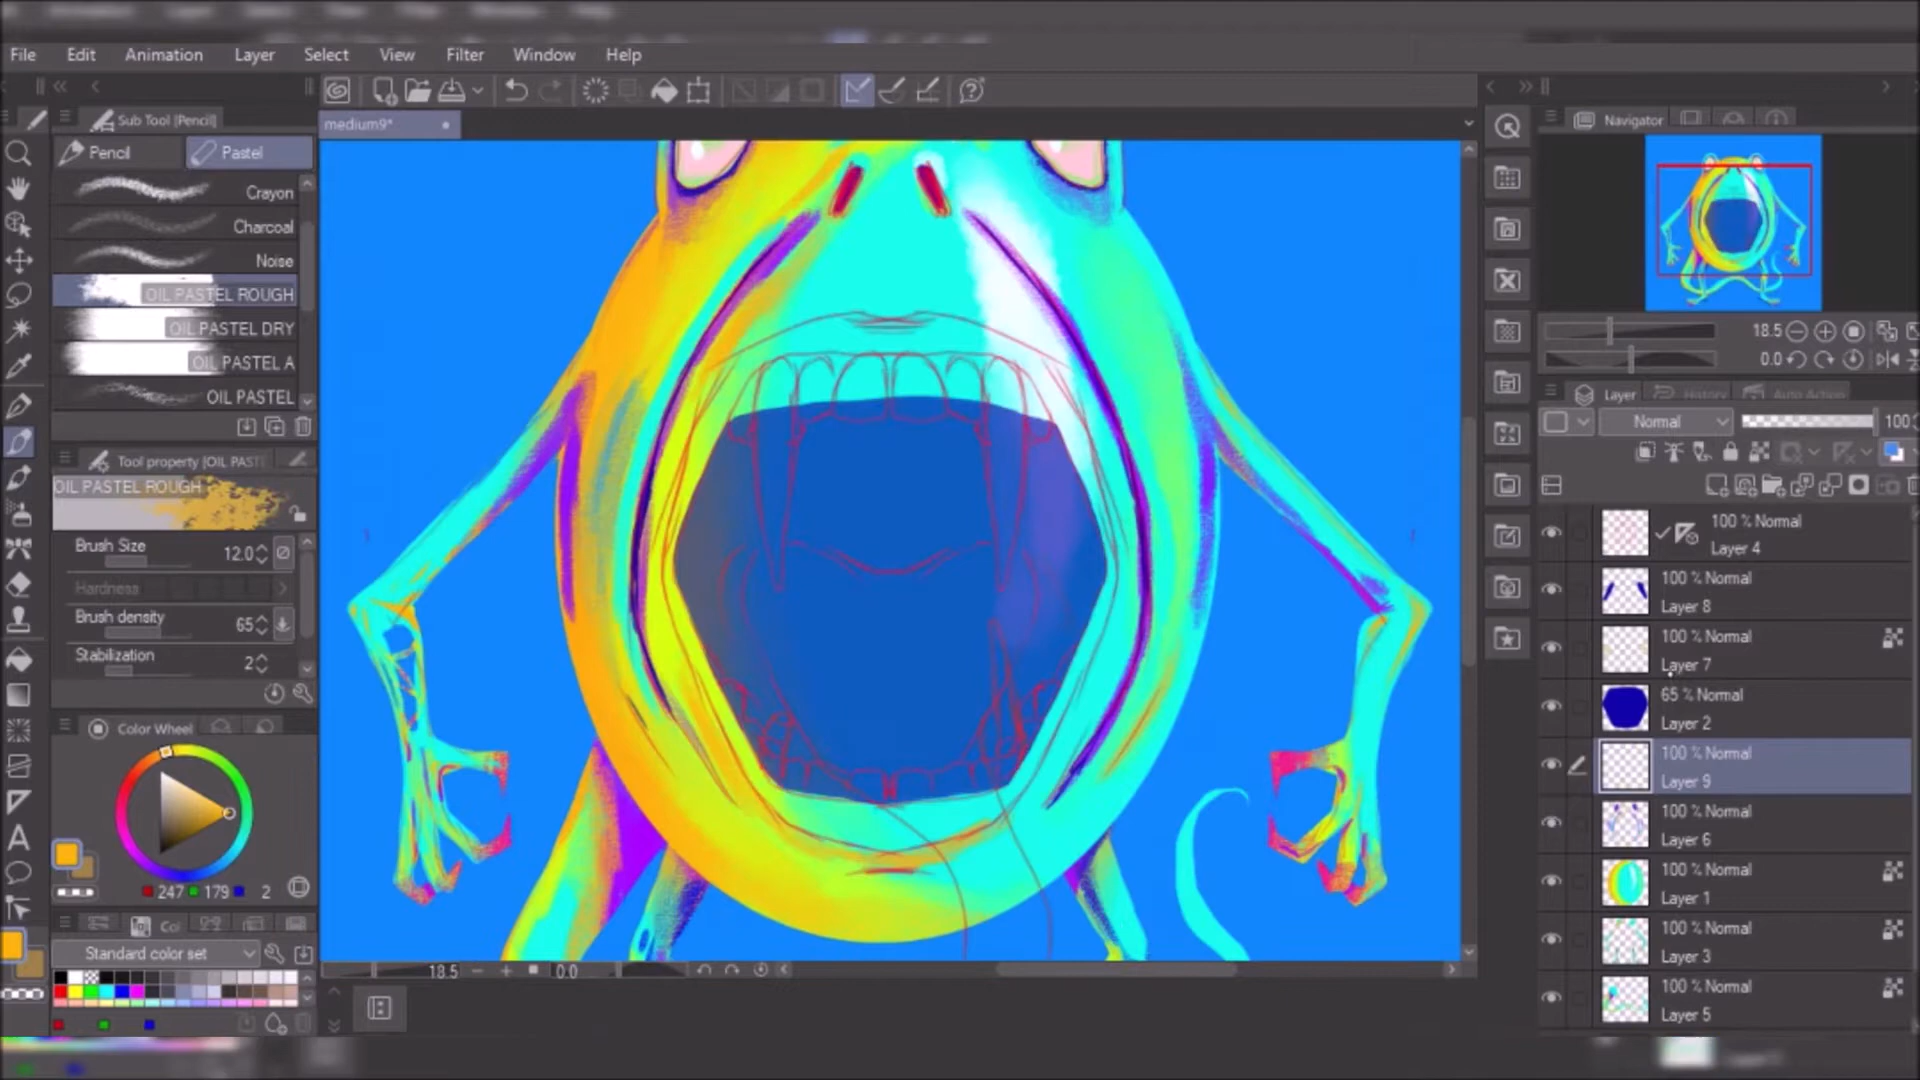 File Edit Animation Layer Select View Filter Window Help
Sub Tool [Pencil]
medium9*
Navigator
Pencil
Pastel
Crayon
Charcoal
Noise
OIL PASTEL ROUGH
OIL PASTEL DRY
OIL PASTEL A
OIL PASTEL
18.5
0.0
Layer
History
Auto Action
Normal
100
Tool property [OIL PAST
OIL PASTEL ROUGH
Brush Size
12.0
Hardness
Brush density
65
Stabilization
2
100 % Normal
Layer 4
100 % Normal
Layer 8
100 % Normal
Layer 7
65 % Normal
Layer 2
100 % Normal
Layer 9
100 % Normal
Layer 6
100 % Normal
Layer 1
100 % Normal
Layer 3
100 % Normal
Layer 5
Color Wheel
247 179 2
Col
Standard color set
18.5
0.0